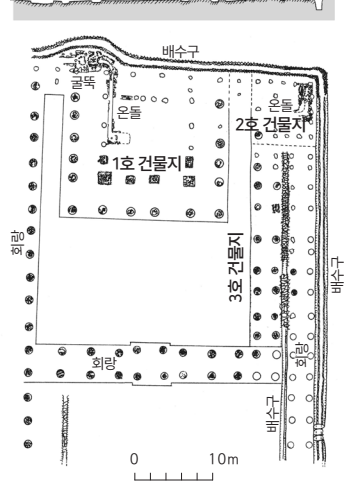 배수구
굴뚝
온돌
온돌
2호 건물지
1호 건물지
회랑
3호 건물지
배수구
회랑
회랑
배수구
0 10m